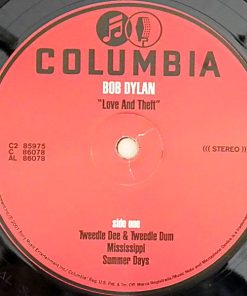 COLUMBIA
BOB DYLAN
"Love And Theft"
C2 85975
C 86078
AL 86078
((( STEREO )))
side one
Tweedle Dee & Tweedle Dum
Mississippi
Summer Days